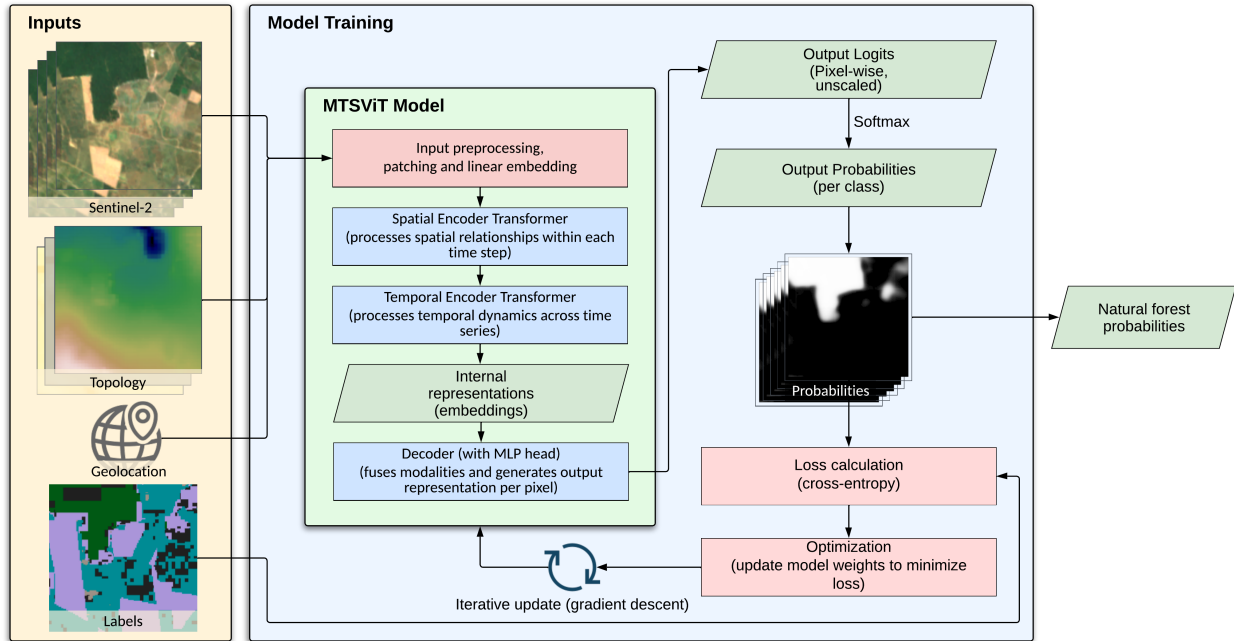 Inputs
Sentinel-2
Topology
Geolocation
Labels
Model Training
MTSViT Model
Input preprocessing,
patching and linear embedding
Spatial Encoder Transformer
(processes spatial relationships within each
time step)
Temporal Encoder Transformer
(processes temporal dynamics across time
series)
Internal
representations
(embeddings)
Decoder (with MLP head)
(fuses modalities and generates output
representation per pixel)
Output Logits
(Pixel-wise,
unscaled)
Softmax
Output Probabilities
(per class)
Probabilities
Natural forest
probabilities
Loss calculation
(cross-entropy)
Optimization
(update model weights to minimize
loss)
Iterative update (gradient descent)